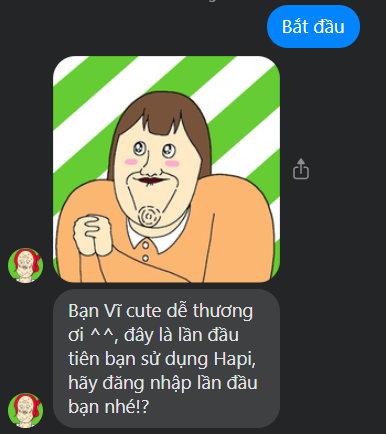 Bắt đầu
Bạn Vĩ cute dễ thương
ơi ^^, đây là lần đầu
tiên bạn sử dụng Hapi,
hãy đăng nhập lần đầu
bạn nhé!?